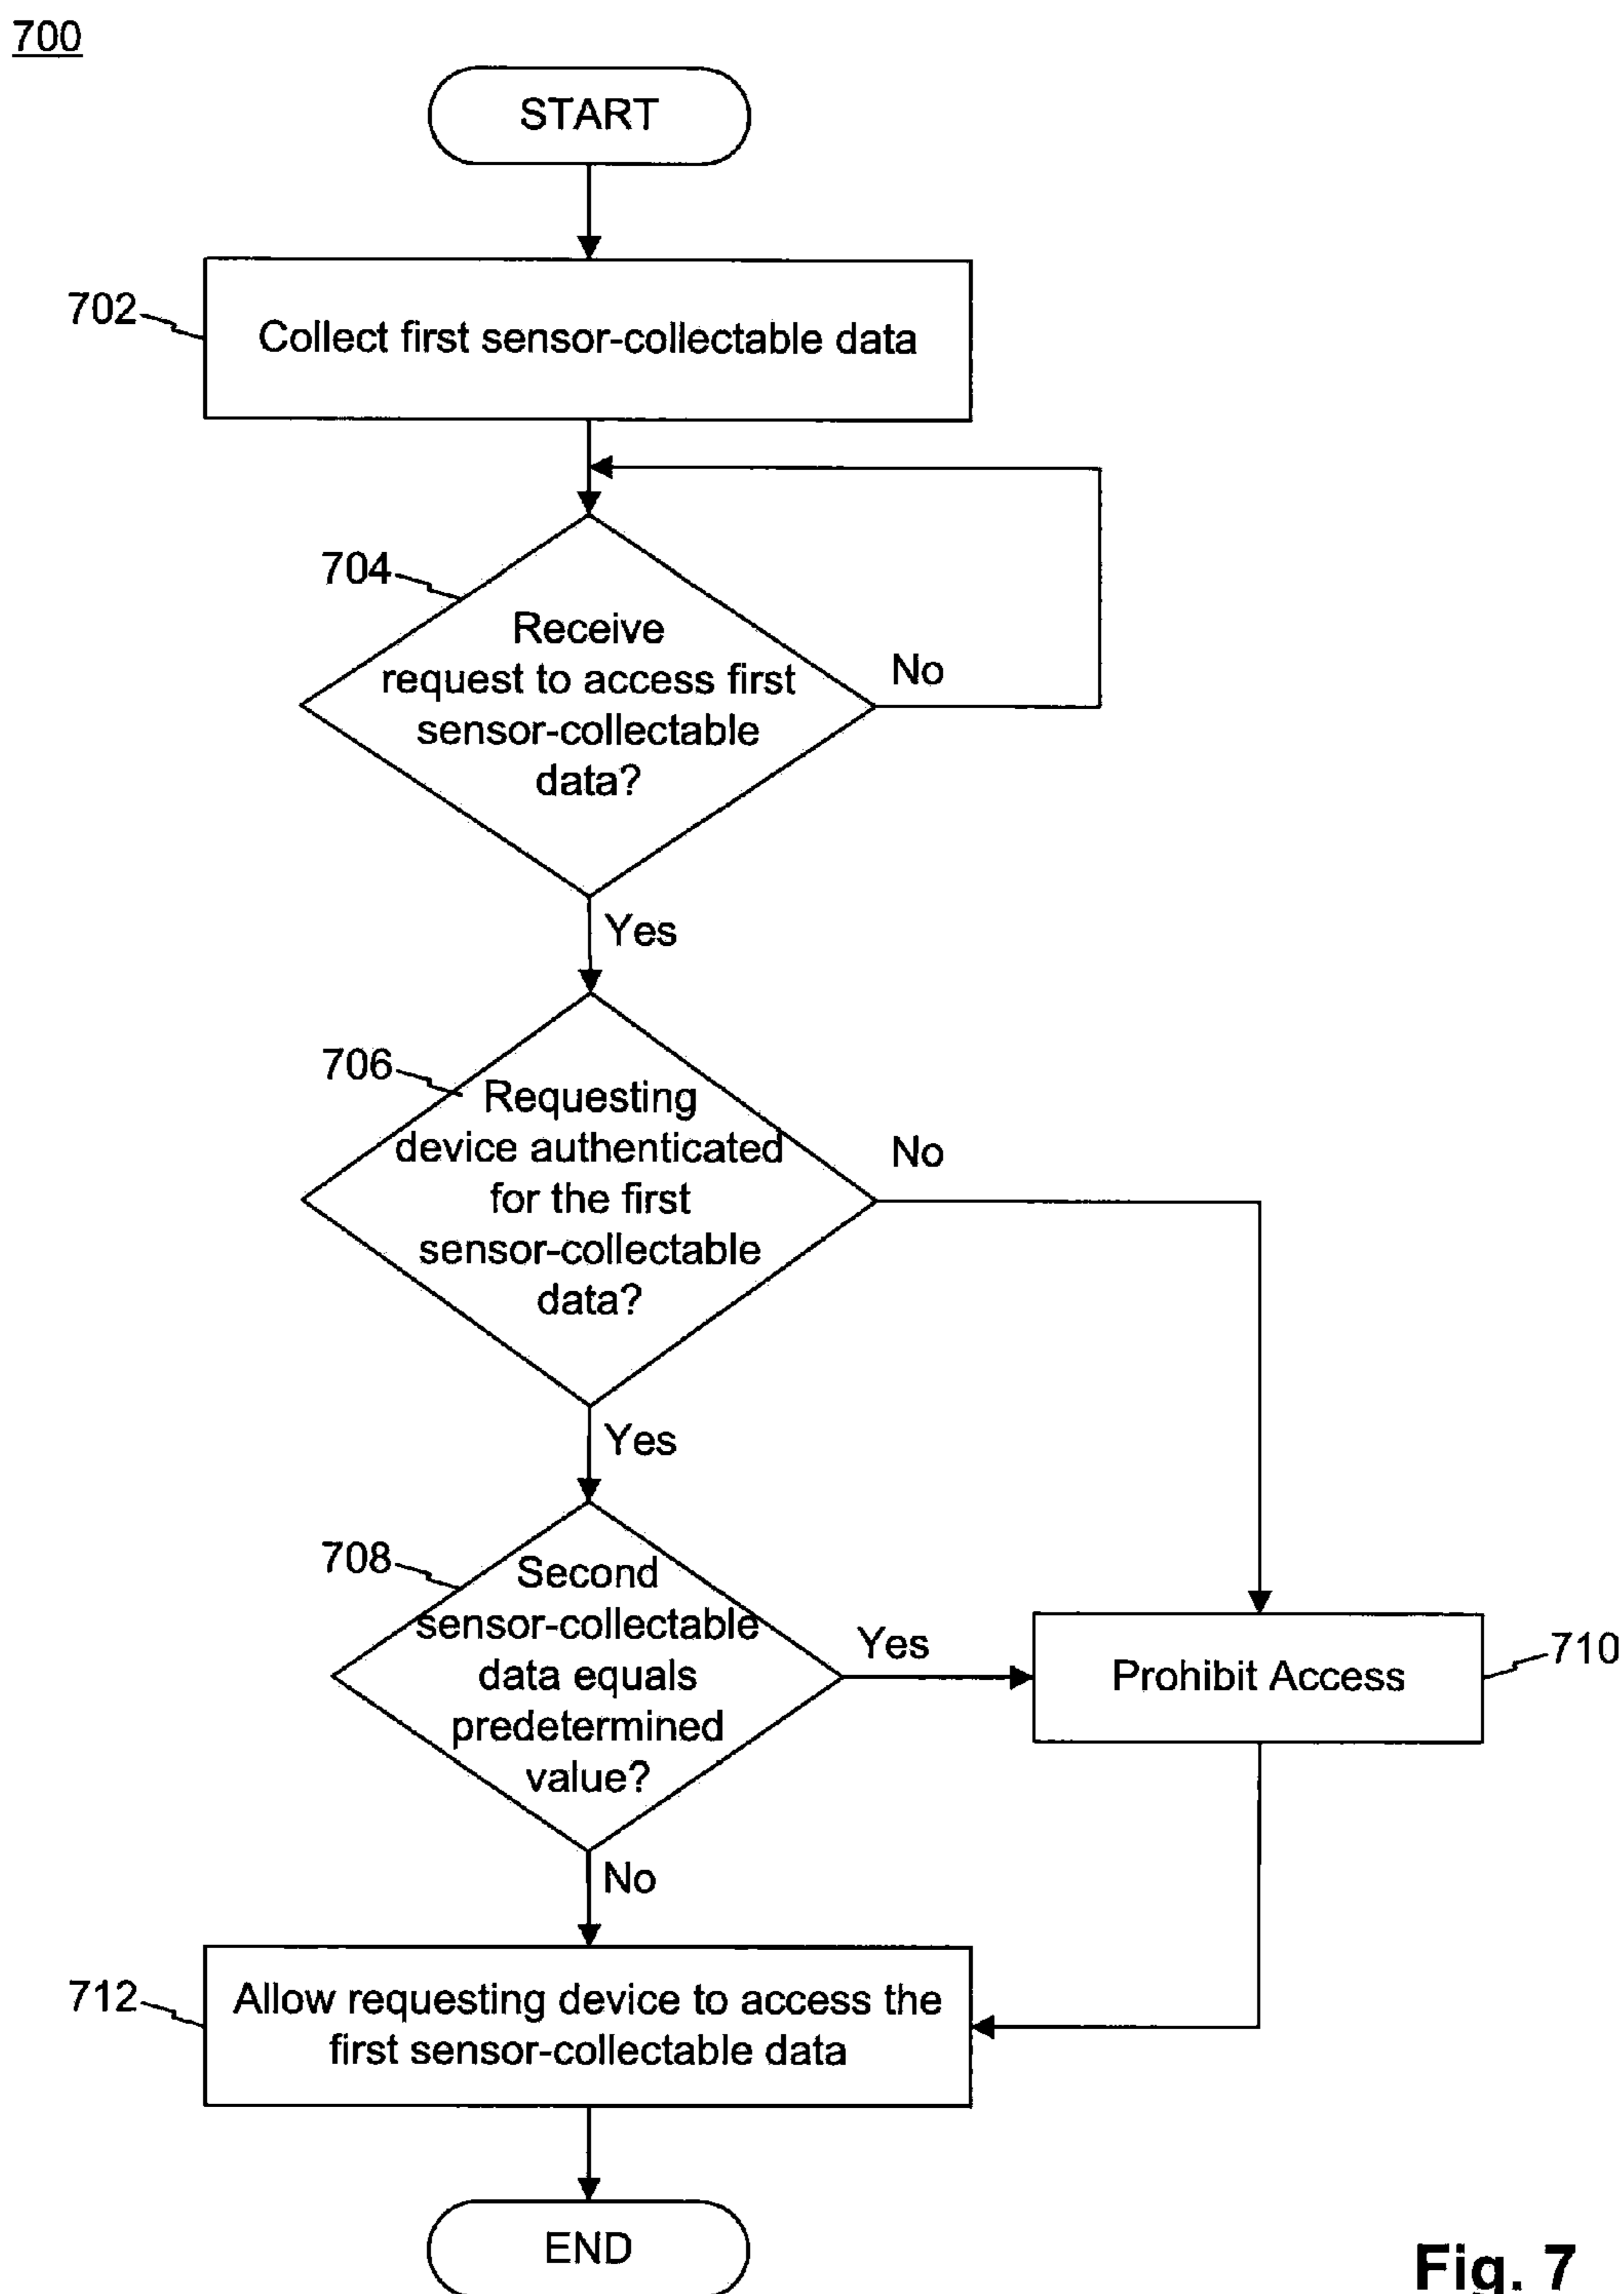 700
START
702
Collect first sensor-collectable data
704
Receive
request to access first
sensor-collectable
data?
No
Yes
706
Requesting
device authenticated
for the first
sensor-collectable
data?
No
Yes
708
Second
sensor-collectable
data equals
predetermined
value?
Yes
Prohibit Access
710
No
712
Allow requesting device to access the
first sensor-collectable data
END
Fig. 7